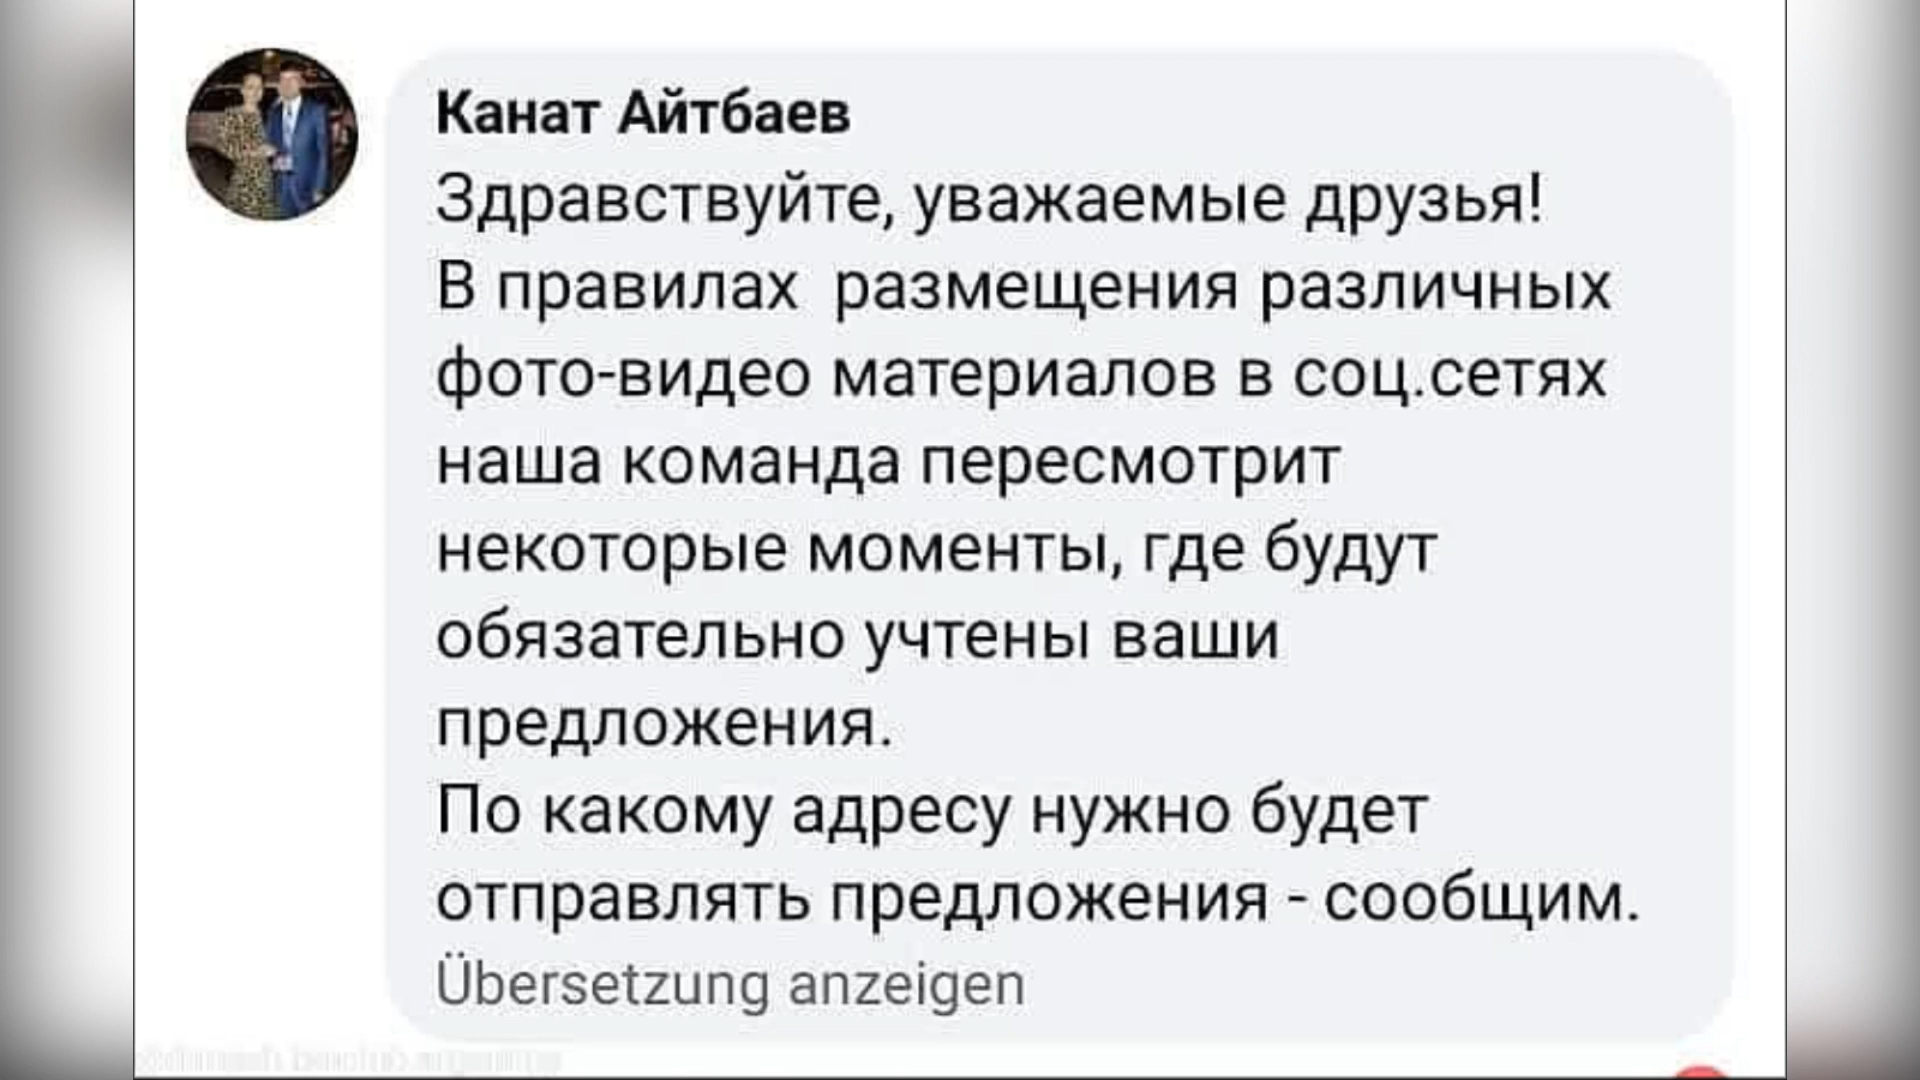 Канат Айтбаев
Здравствуйте, уважаемые друзья!
В правилах размещения различных
фото-видео материалов в соц.сетях
наша команда пересмотрит
некоторые моменты, где будут
обязательно учтены ваши
предложения.
По какому адресу нужно будет
отправлять предложения - сообщим.
Übersetzung anzeigen